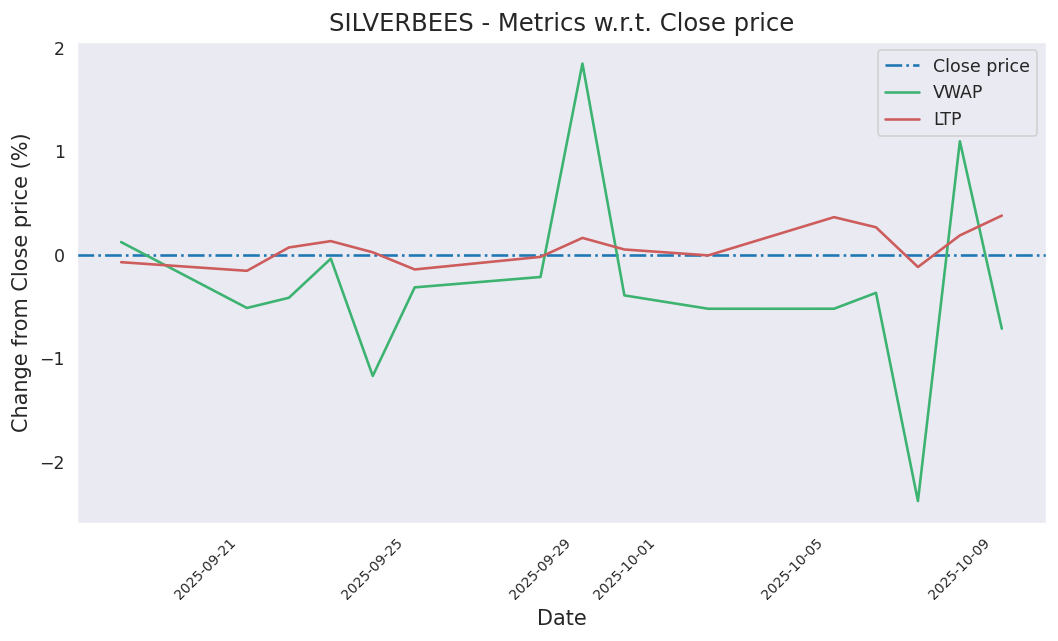 SILVERBEES - Metrics w.r.t. Close price
Change from Close price (%)
2
1
0
−1
−2
Close price
VWAP
LTP
2025-09-21
2025-09-25
2025-09-29
2025-10-01
2025-10-05
2025-10-09
Date